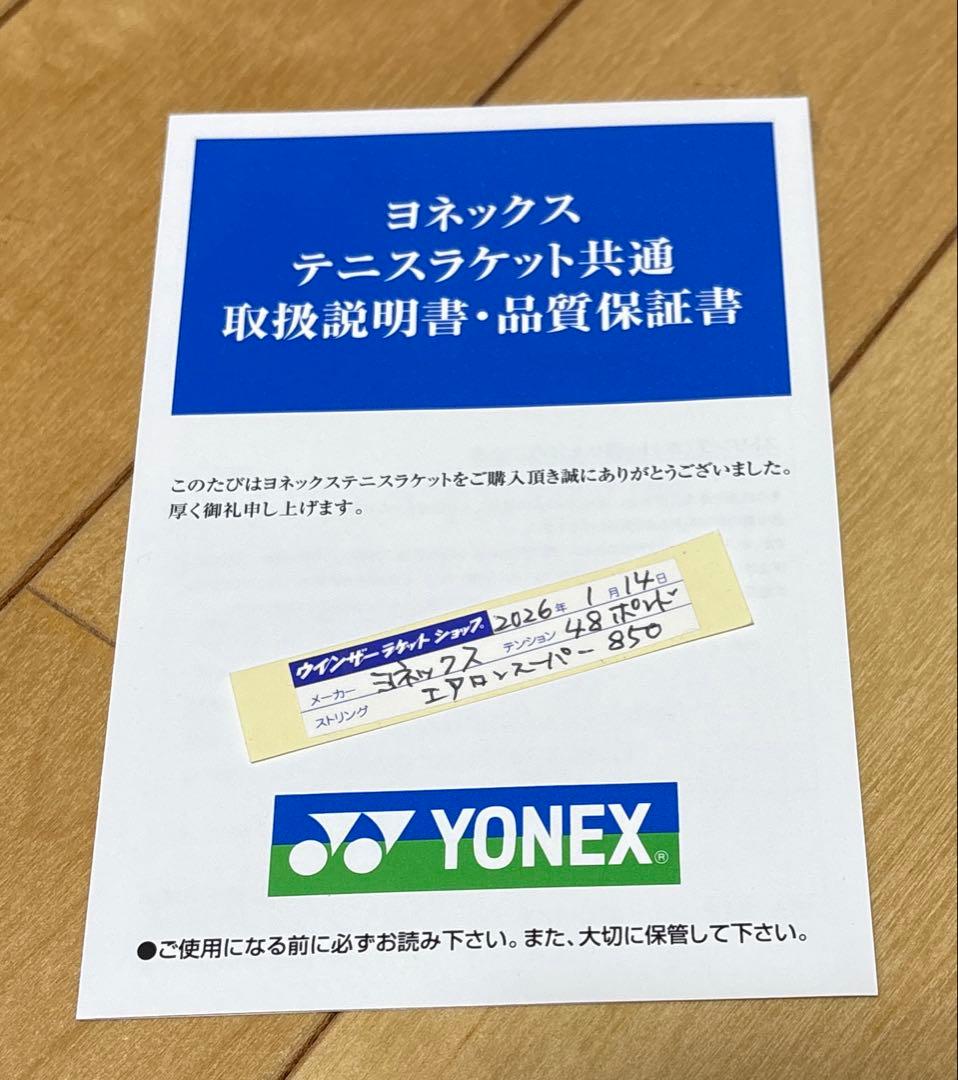 ヨネックス
テニスラケット共通
取扱説明書・品質保証書
このたびはヨネックステニスラケットをご購入頂き誠にありがとうございました。
厚く御礼申し上げます。
ウインザーラケットショップ 2026年1月14日
メーカー ヨネックス テンション 48ポンド
ストリング エアロンスーパー850
YONEX®
●ご使用になる前に必ずお読み下さい。また、大切に保管して下さい。